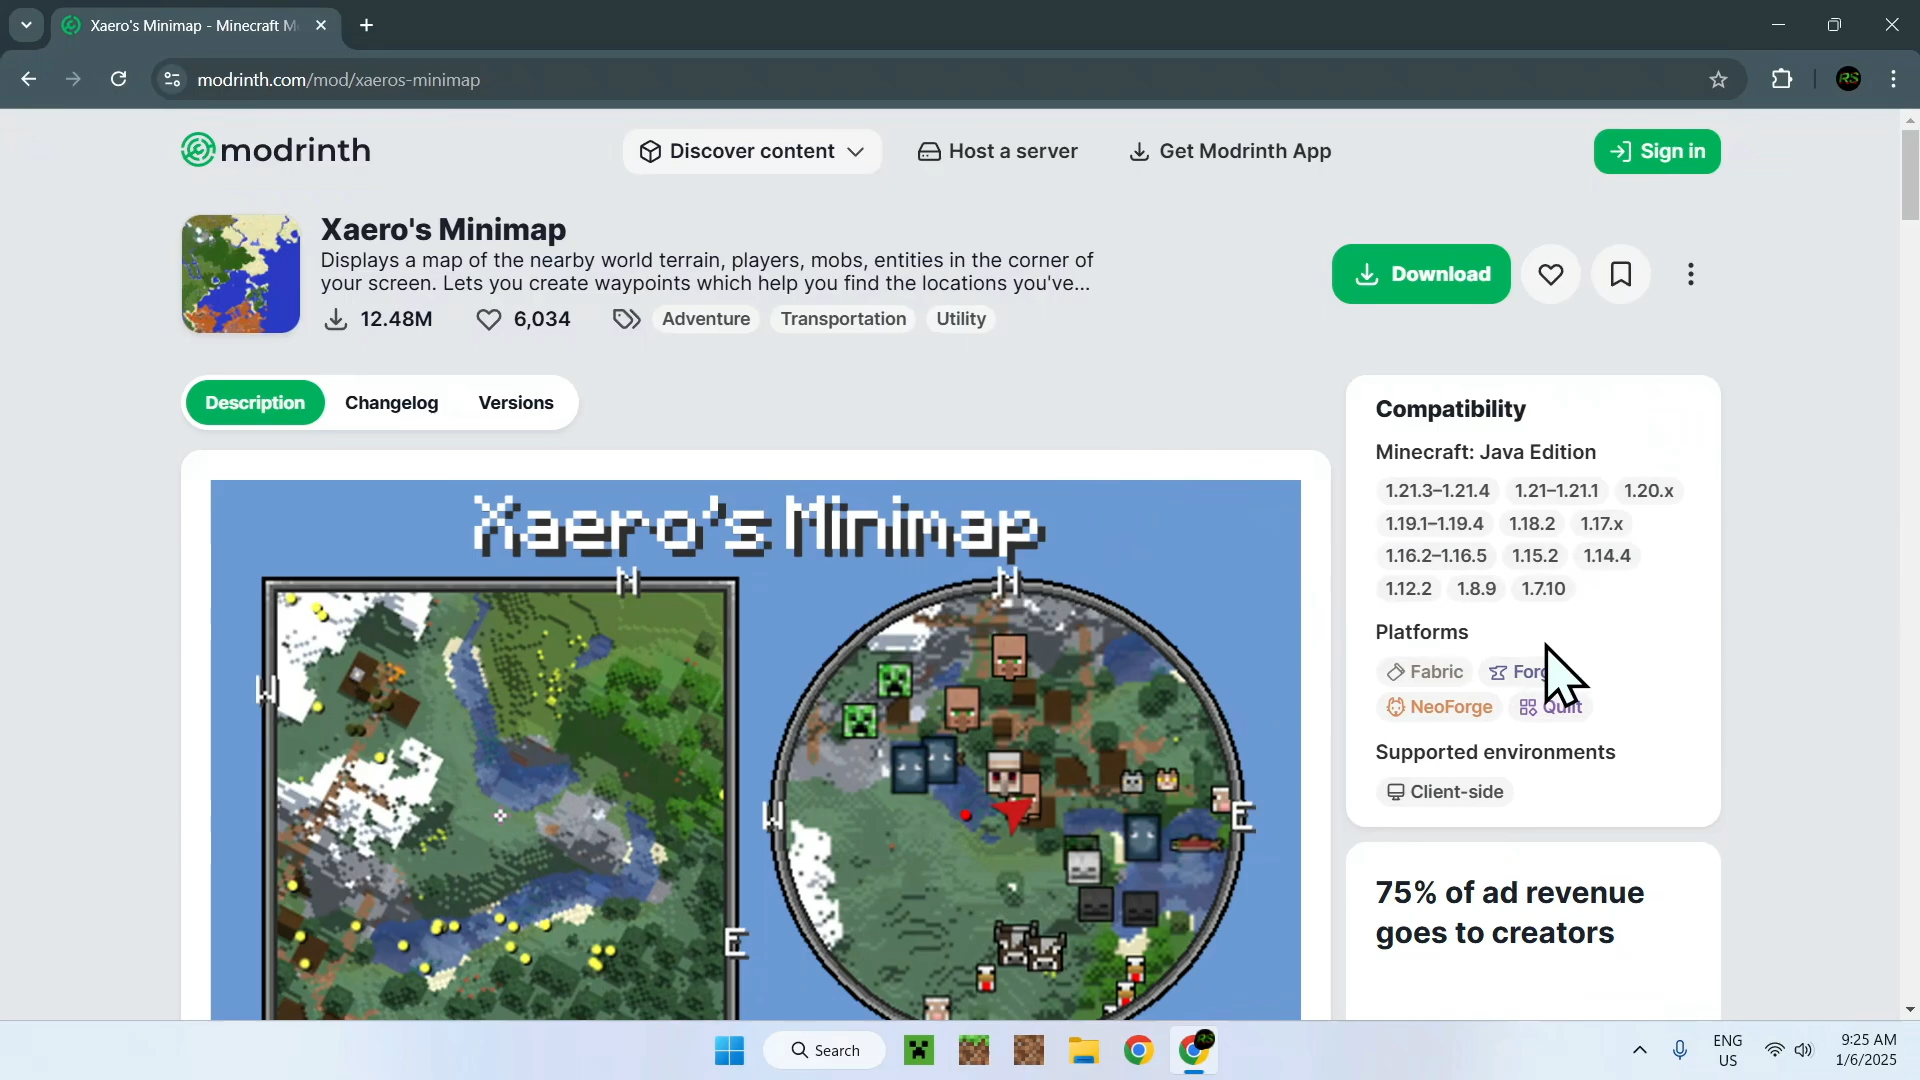 Xaero's Minimap - Minecraft M
modrinth.com/mod/xaeros-minimap
RS
modrinth
Discover content
Host a server
Get Modrinth App
Sign in
Xaero's Minimap
Displays a map of the nearby world terrain, players, mobs, entities in the corner of
your screen. Lets you create waypoints which help you find the locations you've...
12.48M
6,034
Adventure
Transportation
Utility
Download
Description
Changelog
Versions
Xaero's Minimap
N
W
E
N
W
E
Compatibility
Minecraft: Java Edition
1.21.3–1.21.4 1.21–1.21.1 1.20.x
1.19.1–1.19.4 1.18.2 1.17.x
1.16.2–1.16.5 1.15.2 1.14.4
1.12.2 1.8.9 1.7.10
Platforms
Fabric
NeoForge
Supported environments
Client-side
75% of ad revenue
goes to creators
Search
RS
ENG
US
9:25 AM
1/6/2025